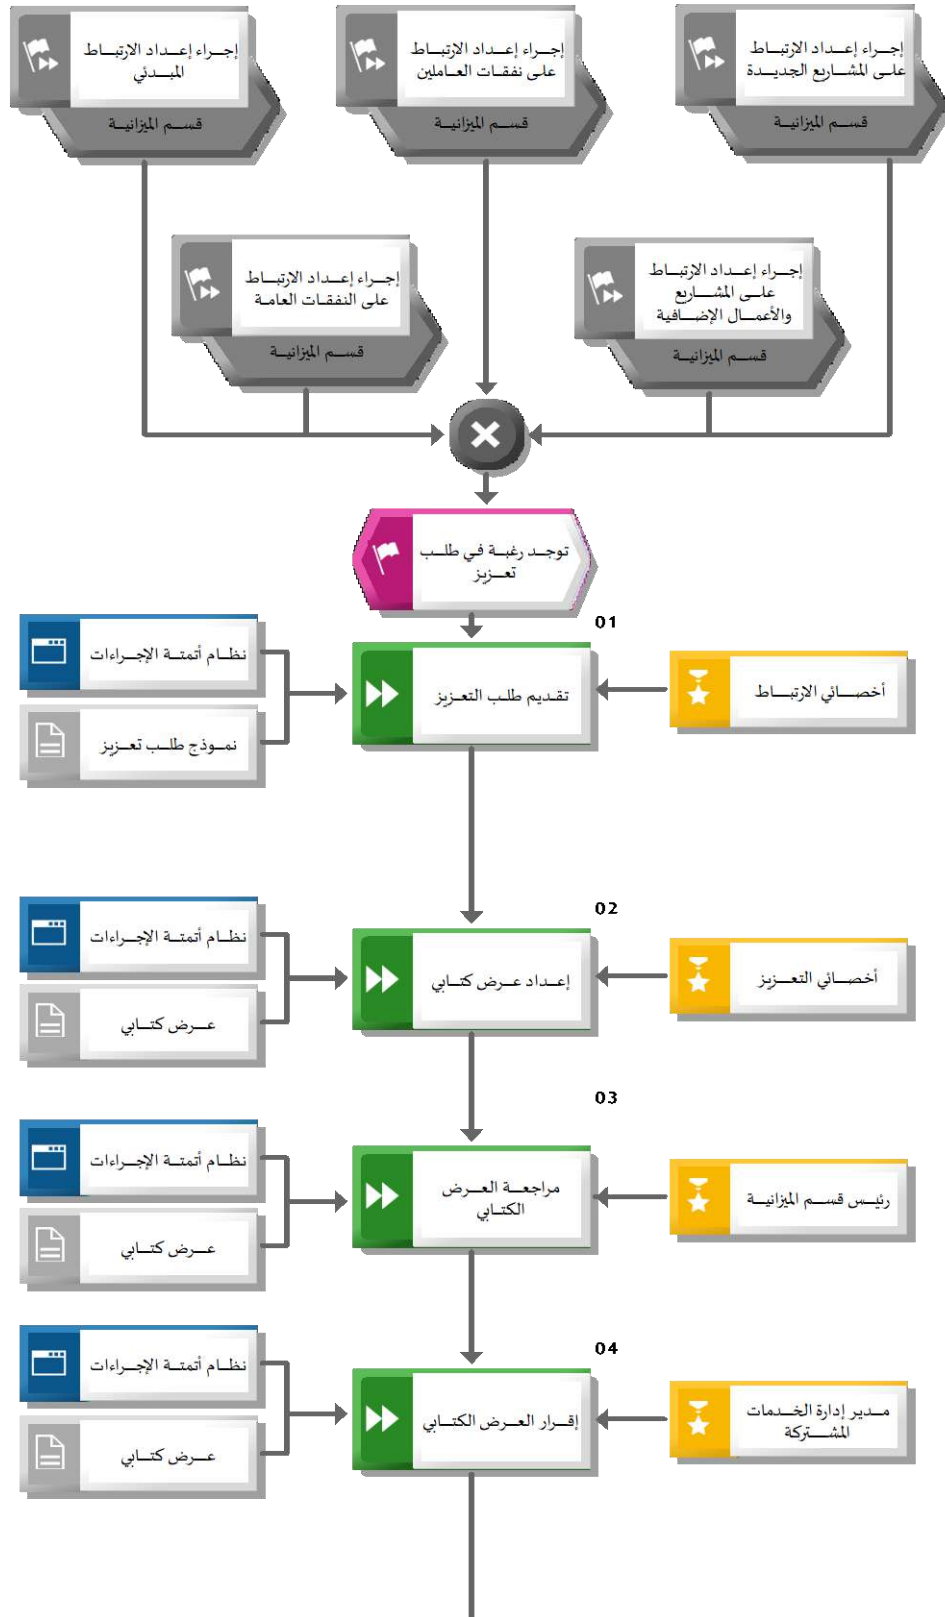 إجراء إعداد الارتباط
على المشاريع الجديدة
قسم الميزانية
إجراء إعداد الارتباط
على نفقات العاملين
قسم الميزانية
إجراء إعداد الارتباط
المبدئي
قسم الميزانية
إجراء إعداد الارتباط
على المشاريع
والأعمال الإضافية
قسم الميزانية
إجراء إعداد الارتباط
على النفقات العامة
قسم الميزانية
توجد رغبة في طلب
تعزيز
01
أخصائي الارتباط
تقديم طلب التعزيز
نظام أتمتة الإجراءات
نموذج طلب تعزيز
02
أخصائي التعزيز
إعداد عرض كتابي
نظام أتمتة الإجراءات
عرض كتابي
03
رئيس قسم الميزانية
مراجعة العرض
الكتابي
نظام أتمتة الإجراءات
عرض كتابي
04
مدير إدارة الخدمات
المشتركة
إقرار العرض الكتابي
نظام أتمتة الإجراءات
عرض كتابي